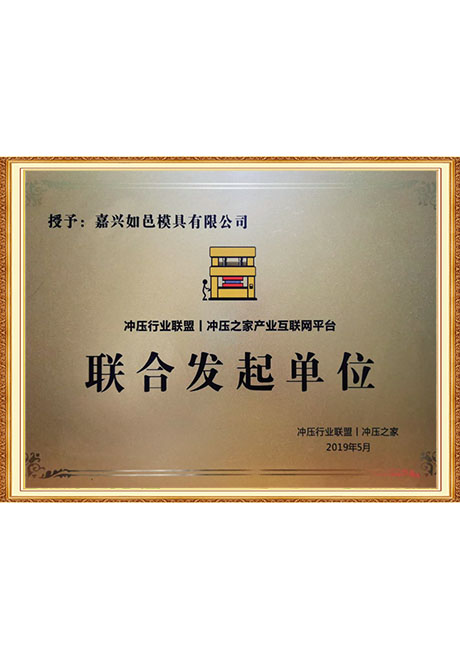 授予：嘉兴如邑模具有限公司
冲压行业联盟丨冲压之家产业互联网平台
联合发起单位
冲压行业联盟丨冲压之家
2019年5月